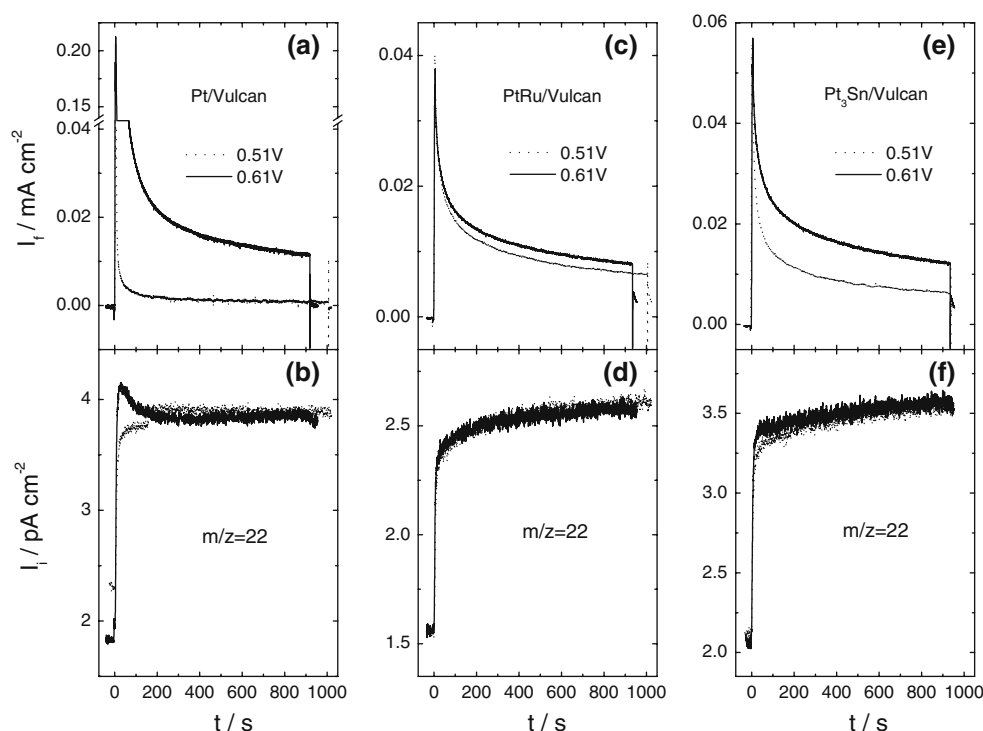 (a)
(c)
(e)
0.20
0.15
0.04
0.02
0.00
0.04
0.02
0.00
0.06
0.04
0.02
0.00
I_f / mA cm⁻²
Pt/Vulcan
0.51V
0.61V
PtRu/Vulcan
0.51V
0.61V
Pt₃Sn/Vulcan
0.51V
0.61V
(b)
(d)
(f)
4
3
2
2.5
2.0
1.5
3.5
3.0
2.5
2.0
I_i / pA cm⁻²
m/z=22
m/z=22
m/z=22
0 200 400 600 800 1000
0 200 400 600 800 1000
0 200 400 600 800 1000
t / s
t / s
t / s